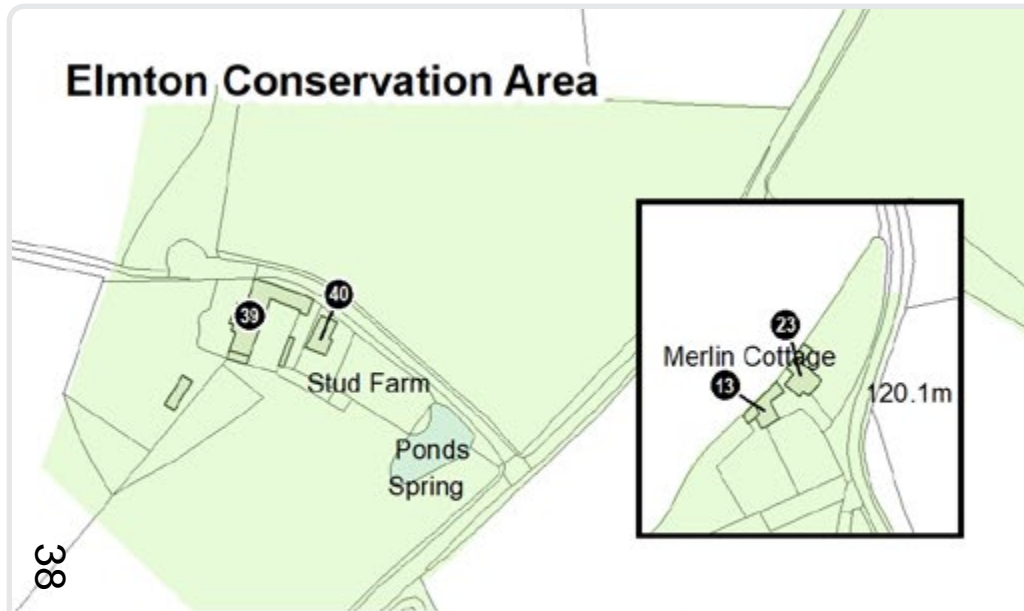 Elmton Conservation Area
40
39
Stud Farm
Ponds
Spring
23
Merlin Cottage
13
120.1m
38